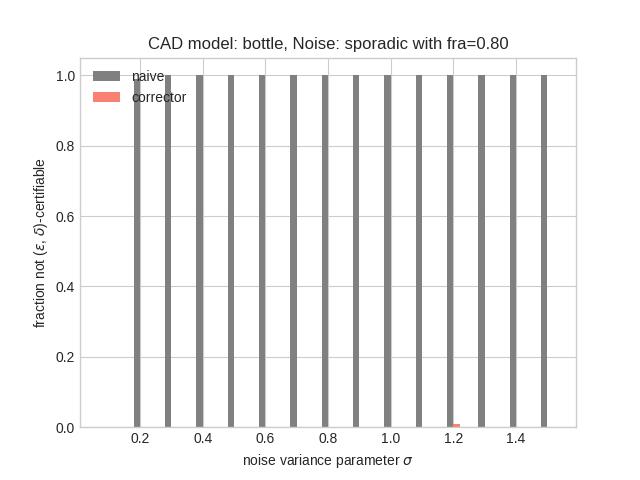 CAD model: bottle, Noise: sporadic with fra=0.80
naive
corrector
fraction not (ε, δ)-certifiable
1.0
0.8
0.6
0.4
0.2
0.0
0.2 0.4 0.6 0.8 1.0 1.2 1.4
noise variance parameter σ